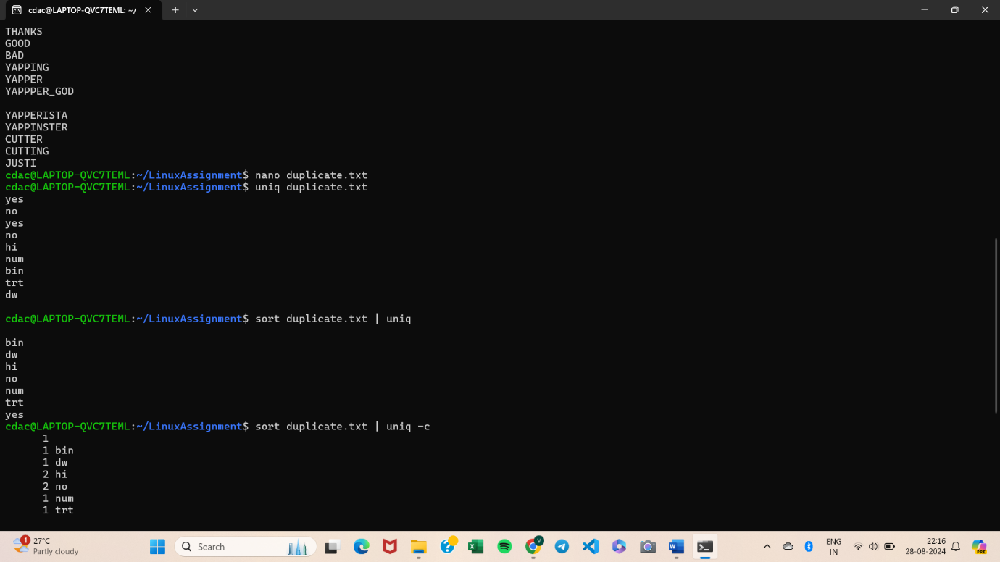 cdac@LAPTOP-QVC7TEML: ~/
THANKS
GOOD
BAD
YAPPING
YAPPER
YAPPPER_GOD
YAPPERISTA
YAPPINSTER
CUTTER
CUTTING
JUSTI
cdac@LAPTOP-QVC7TEML:~/LinuxAssignment$ nano duplicate.txt
cdac@LAPTOP-QVC7TEML:~/LinuxAssignment$ uniq duplicate.txt
yes
no
yes
no
hi
num
bin
trt
dw
cdac@LAPTOP-QVC7TEML:~/LinuxAssignment$ sort duplicate.txt | uniq
bin
dw
hi
no
num
trt
yes
cdac@LAPTOP-QVC7TEML:~/LinuxAssignment$ sort duplicate.txt | uniq -c
1
1 bin
1 dw
2 hi
2 no
1 num
1 trt
1
27°C
Partly cloudy
Search
V
ENG
IN
22:16
28-08-2024
PRE